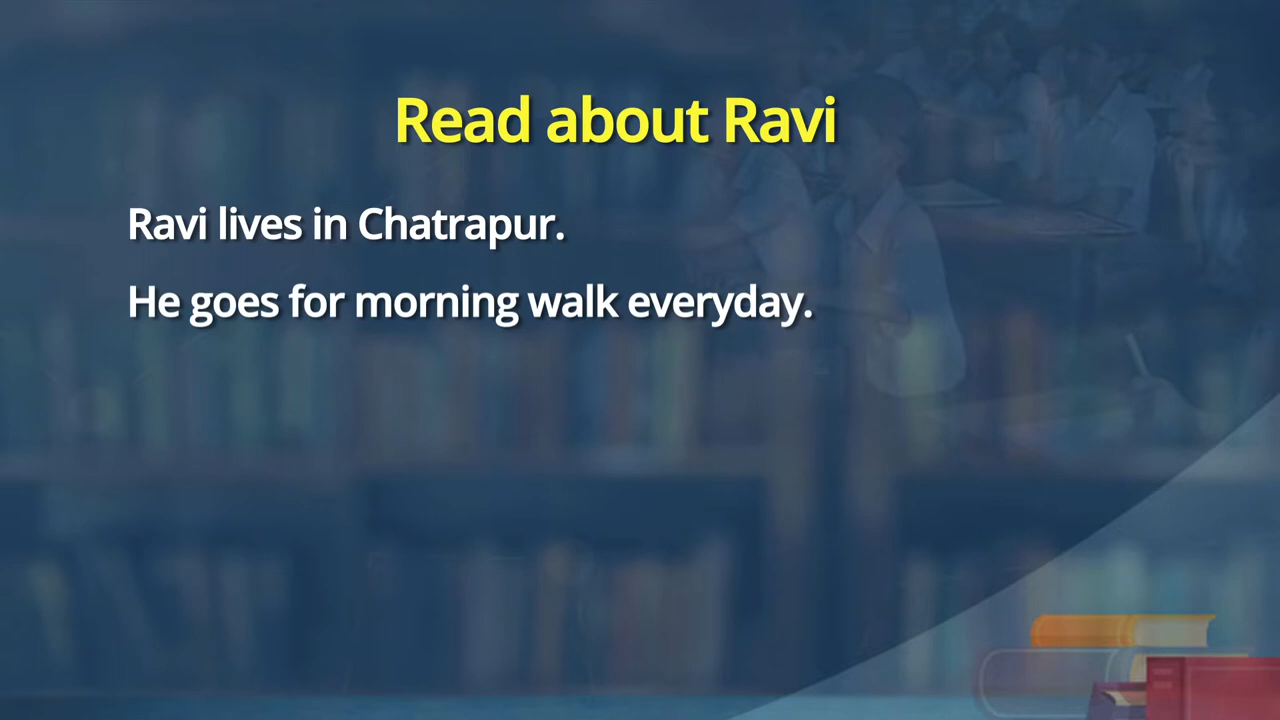 Read about Ravi
Ravi lives in Chatrapur.
He goes for morning walk everyday.